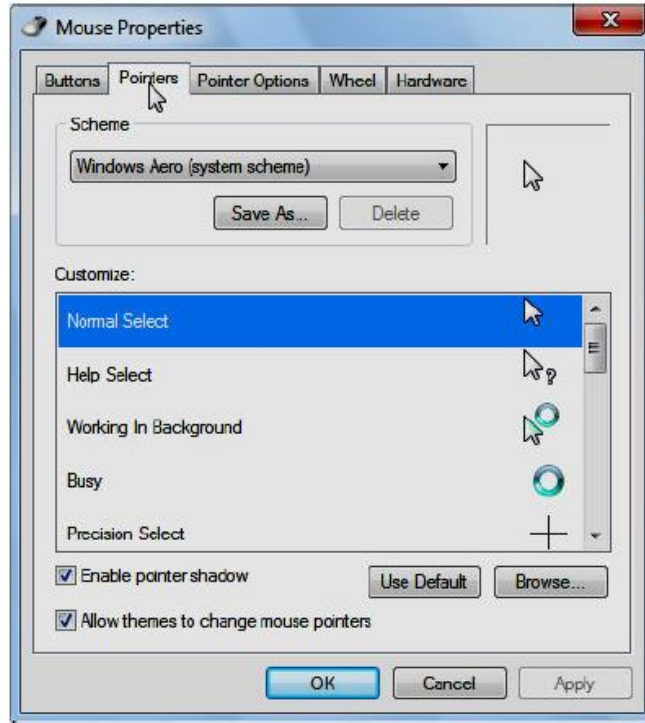 Mouse Properties
Buttons Pointers Pointer Options Wheel Hardware
Scheme
Windows Aero (system scheme)
Save As... Delete
Customize:
Normal Select
Help Select
Working In Background
Busy
Precision Select
Enable pointer shadow
Use Default Browse...
Allow themes to change mouse pointers
OK Cancel Apply